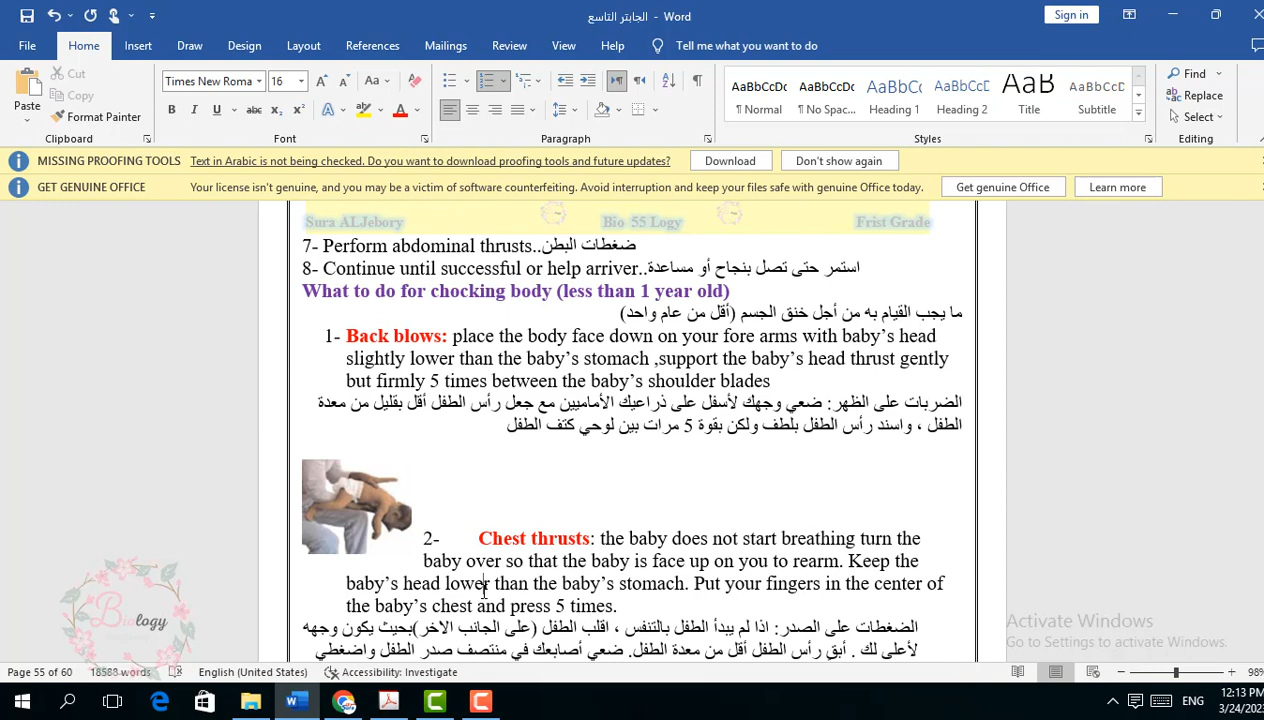 الجابتر التاسع - Word
Sign in
File Home Insert Draw Design Layout References Mailings Review View Help Tell me what you want to do
Paste
Cut
Copy
Format Painter
Clipboard
Times New Roma 16
Font
Paragraph
AaBbCcDc AaBbCcDc AaBbCc AaBbCcC AaB AaBbCcD
¶ Normal ¶ No Spac... Heading 1 Heading 2 Title Subtitle
Styles
Find
Replace
Select
Editing
MISSING PROOFING TOOLS Text in Arabic is not being checked. Do you want to download proofing tools and future updates? Download Don't show again
GET GENUINE OFFICE Your license isn't genuine, and you may be a victim of software counterfeiting. Avoid interruption and keep your files safe with genuine Office today. Get genuine Office Learn more
Sura ALJebory Bio 55 Logy Frist Grade
7- Perform abdominal thrusts..ضغطات البطن
8- Continue until successful or help arriver..استمر حتى تصل بنجاح أو مساعدة
What to do for chocking body (less than 1 year old)
ما يجب القيام به من أجل خنق الجسم (أقل من عام واحد)
1- Back blows: place the body face down on your fore arms with baby's head
slightly lower than the baby's stomach ,support the baby's head thrust gently
but firmly 5 times between the baby's shoulder blades
الضربات على الظهر: ضعي وجهك لأسفل على ذراعيك الأماميين مع جعل رأس الطفل أقل بقليل من معدة
الطفل ، واسند رأس الطفل بلطف ولكن بقوة 5 مرات بين لوحي كتف الطفل
2- Chest thrusts: the baby does not start breathing turn the
baby over so that the baby is face up on you to rearm. Keep the
baby's head lower than the baby's stomach. Put your fingers in the center of
the baby's chest and press 5 times.
الضغطات على الصدر: اذا لم يبدأ الطفل بالتنفس ، اقلب الطفل (على الجانب الاخر)بحيث يكون وجهه
لأعلى لك . أبقِ رأس الطفل أقل من معدة الطفل. ضعي أصابعك في منتصف صدر الطفل واضغطي
Biology
Activate Windows
Go to Settings to activate Windows.
Page 55 of 60 18588 words English (United States) Accessibility: Investigate 98%
ENG
12:13 PM
3/24/202